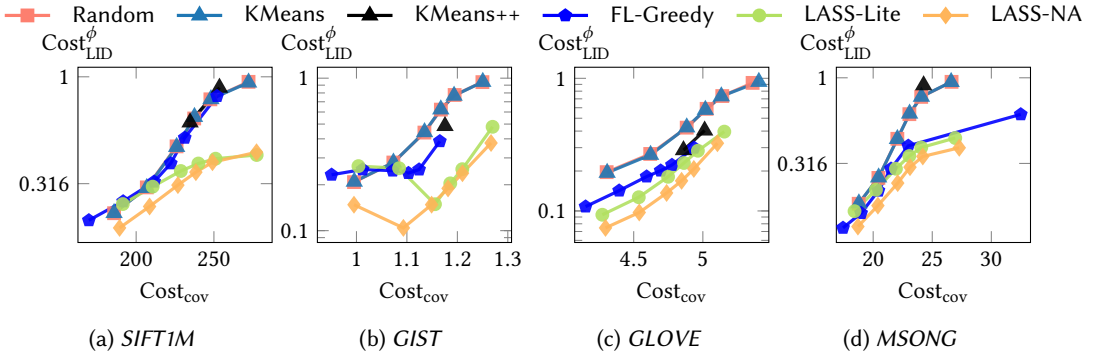 Random KMeans KMeans++ FL-Greedy LASS-Lite LASS-NA
Cost^ϕ_LID Cost^ϕ_LID Cost^ϕ_LID Cost^ϕ_LID
1
0.316
200 250
Cost_cov
1
0.1
1 1.1 1.2 1.3
Cost_cov
1
0.1
4.5 5
Cost_cov
1
0.316
20 25 30
Cost_cov
(a) SIFT1M
(b) GIST
(c) GLOVE
(d) MSONG